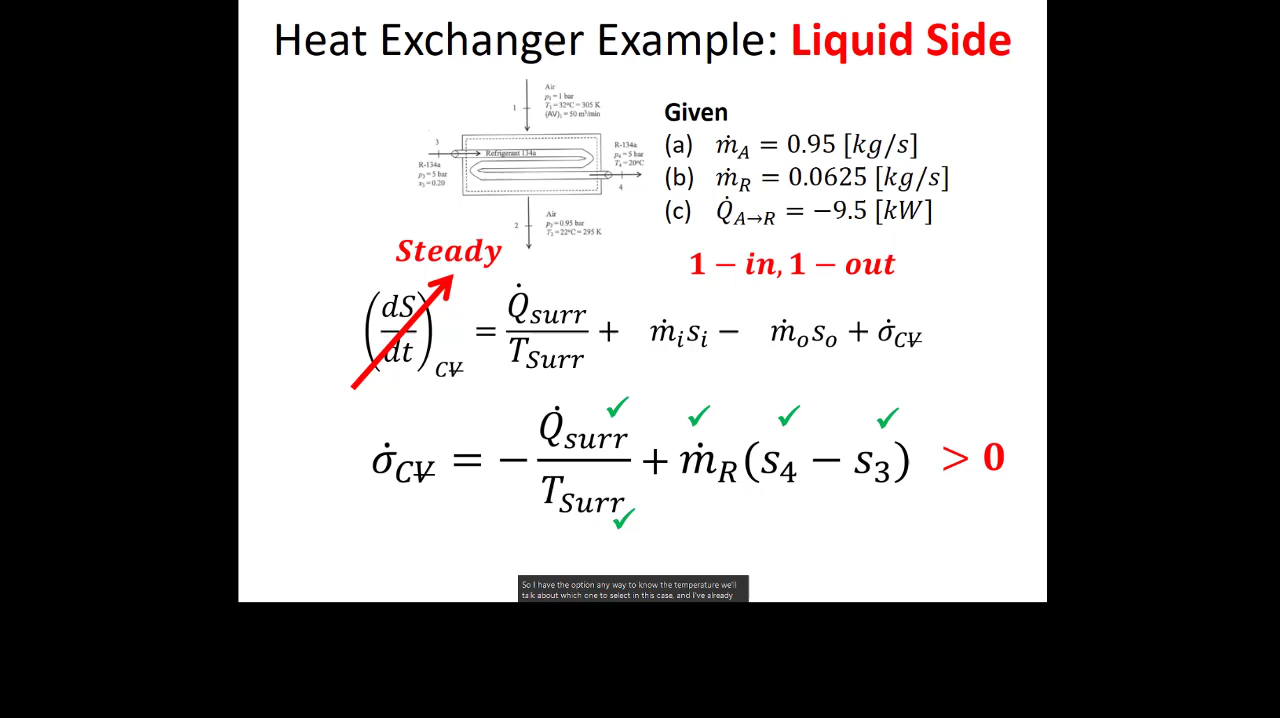 Heat Exchanger Example: Liquid Side
Air
p₁ = 1 bar
T₁ = 32°C = 305 K
(AV)₁ = 50 m³/min
1
3
R-134a
p₃ = 5 bar
x₃ = 0.20
Refrigerant 134a
R-134a
p₄ = 5 bar
T₄ = 20°C
4
2
Air
p₂ = 0.95 bar
T₂ = 22°C = 295 K
Given
(a) ṁ_A = 0.95 [kg/s]
(b) ṁ_R = 0.0625 [kg/s]
(c) Q̇_A→R = −9.5 [kW]
Steady
1 − in, 1 − out
(dS/dt)_CV = Q̇_surr/T_Surr + ṁ_i s_i − ṁ_o s_o + σ̇_CV
σ̇_CV = − Q̇_surr/T_Surr + ṁ_R(s₄ − s₃) > 0
So I have the option any way to know the temperature we'll
talk about which one to select in this case, and I've already